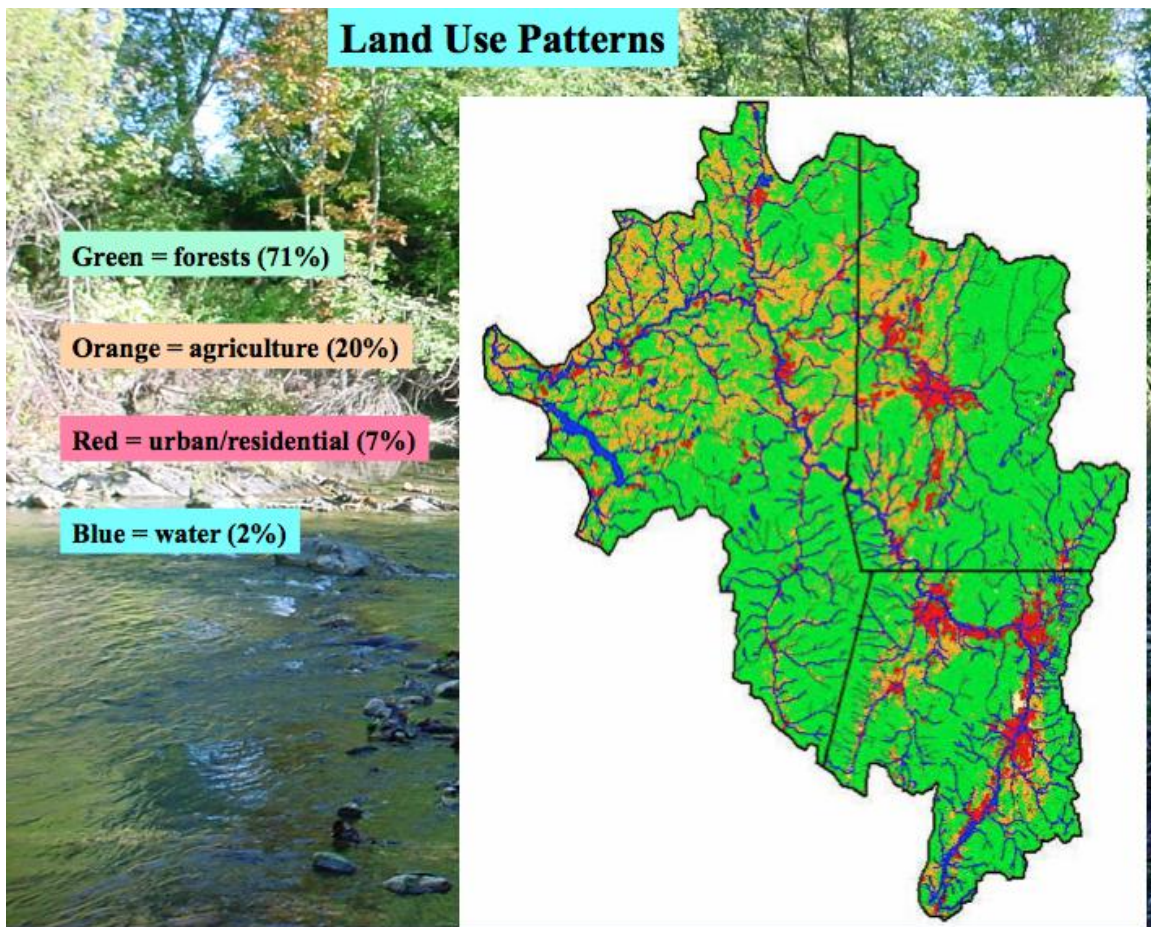 Land Use Patterns
Green = forests (71%)
Orange = agriculture (20%)
Red = urban/residential (7%)
Blue = water (2%)